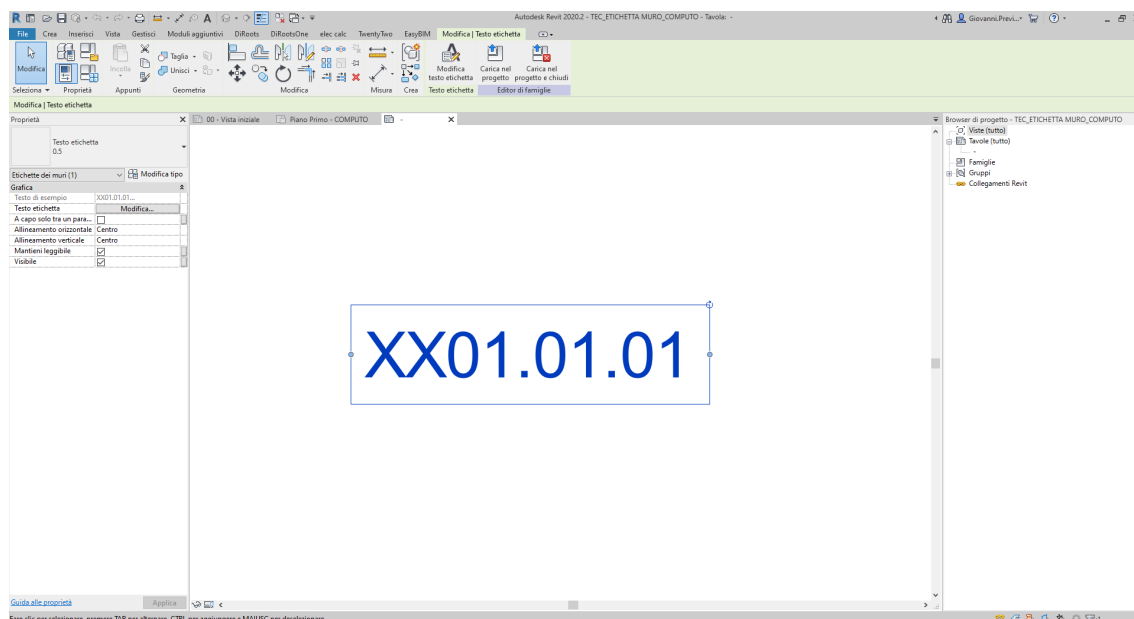 Autodesk Revit 2020.2 - TEC_ETICHETTA MURO_COMPUTO - Tavola: -
Giovanni.Previ...
File Crea Inserisci Vista Gestisci Moduli aggiuntivi DiRoots DiRootsOne elec calc TwentyTwo EasyBIM Modifica | Testo etichetta
Modifica
Incolla
Taglia
Unisci
Modifica testo etichetta
Carica nel progetto
Carica nel progetto e chiudi
Seleziona Proprietà Appunti Geometria Modifica Misura Crea Testo etichetta Editor di famiglie
Modifica | Testo etichetta
Proprietà
00 - Vista iniziale
Piano Primo - COMPUTO
-
Browser di progetto - TEC_ETICHETTA MURO_COMPUTO
Testo etichetta
0.5
Etichette dei muri (1)
Modifica tipo
Grafica
Testo di esempio XX01.01.01...
Testo etichetta Modifica...
A capo solo tra un para...
Allineamento orizzontale Centro
Allineamento verticale Centro
Mantieni leggibile
Visibile
Viste (tutto)
Tavole (tutto)
-
Famiglie
Gruppi
Collegamenti Revit
XX01.01.01
Guida alle proprietà
Applica